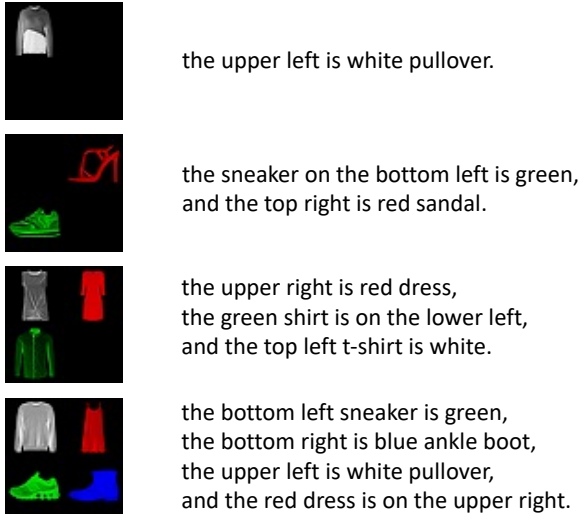 the upper left is white pullover.
the sneaker on the bottom left is green,
and the top right is red sandal.
the upper right is red dress,
the green shirt is on the lower left,
and the top left t-shirt is white.
the bottom left sneaker is green,
the bottom right is blue ankle boot,
the upper left is white pullover,
and the red dress is on the upper right.